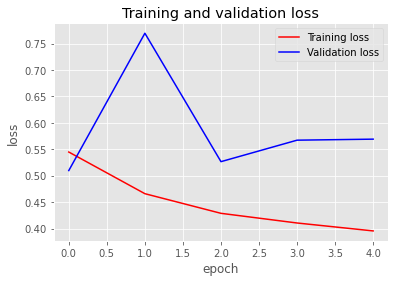 Training and validation loss
Training loss
Validation loss
0.75
0.70
0.65
0.60
0.55
0.50
0.45
0.40
loss
0.0 0.5 1.0 1.5 2.0 2.5 3.0 3.5 4.0
epoch